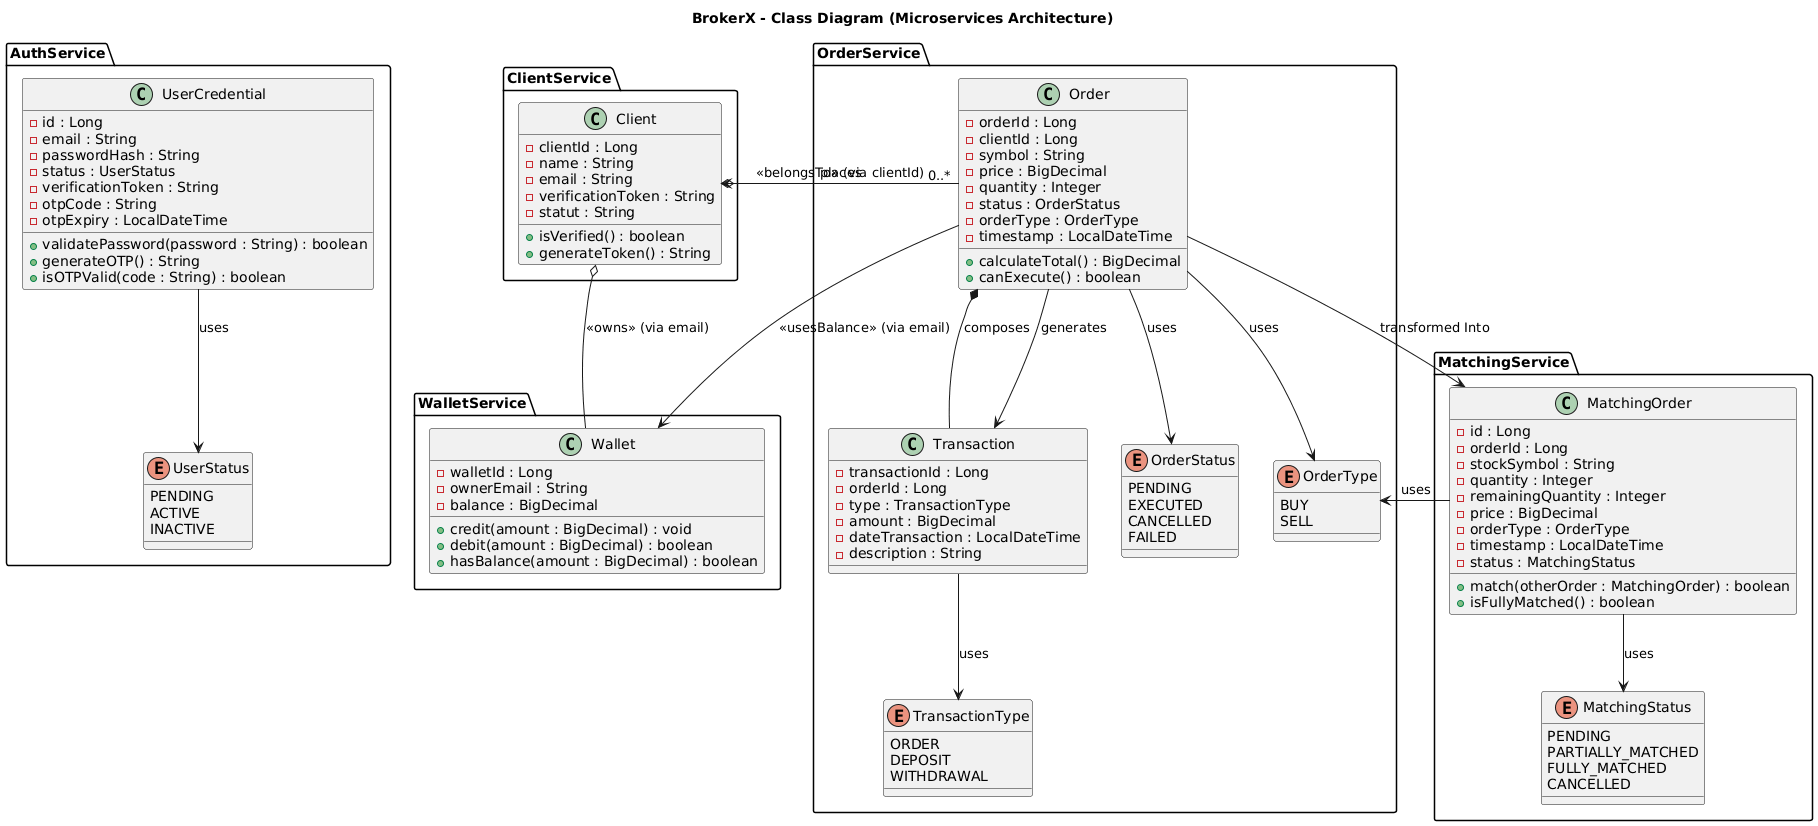 BrokerX - Class Diagram (Microservices Architecture)
AuthService
C UserCredential
id : Long
email : String
passwordHash : String
status : UserStatus
verificationToken : String
otpCode : String
otpExpiry : LocalDateTime
validatePassword(password : String) : boolean
generateOTP() : String
isOTPValid(code : String) : boolean
uses
E UserStatus
PENDING
ACTIVE
INACTIVE
ClientService
C Client
clientId : Long
name : String
email : String
verificationToken : String
statut : String
isVerified() : boolean
generateToken() : String
«owns» (via email)
WalletService
C Wallet
walletId : Long
ownerEmail : String
balance : BigDecimal
credit(amount : BigDecimal) : void
debit(amount : BigDecimal) : boolean
hasBalance(amount : BigDecimal) : boolean
OrderService
C Order
orderId : Long
clientId : Long
symbol : String
price : BigDecimal
quantity : Integer
status : OrderStatus
orderType : OrderType
timestamp : LocalDateTime
calculateTotal() : BigDecimal
canExecute() : boolean
«belongsTo» (via clientId)
places
0..*
«usesBalance» (via email)
composes
generates
uses
uses
transformed Into
C Transaction
transactionId : Long
orderId : Long
type : TransactionType
amount : BigDecimal
dateTransaction : LocalDateTime
description : String
E OrderStatus
PENDING
EXECUTED
CANCELLED
FAILED
E OrderType
BUY
SELL
uses
uses
E TransactionType
ORDER
DEPOSIT
WITHDRAWAL
MatchingService
C MatchingOrder
id : Long
orderId : Long
stockSymbol : String
quantity : Integer
remainingQuantity : Integer
price : BigDecimal
orderType : OrderType
timestamp : LocalDateTime
status : MatchingStatus
match(otherOrder : MatchingOrder) : boolean
isFullyMatched() : boolean
uses
E MatchingStatus
PENDING
PARTIALLY_MATCHED
FULLY_MATCHED
CANCELLED